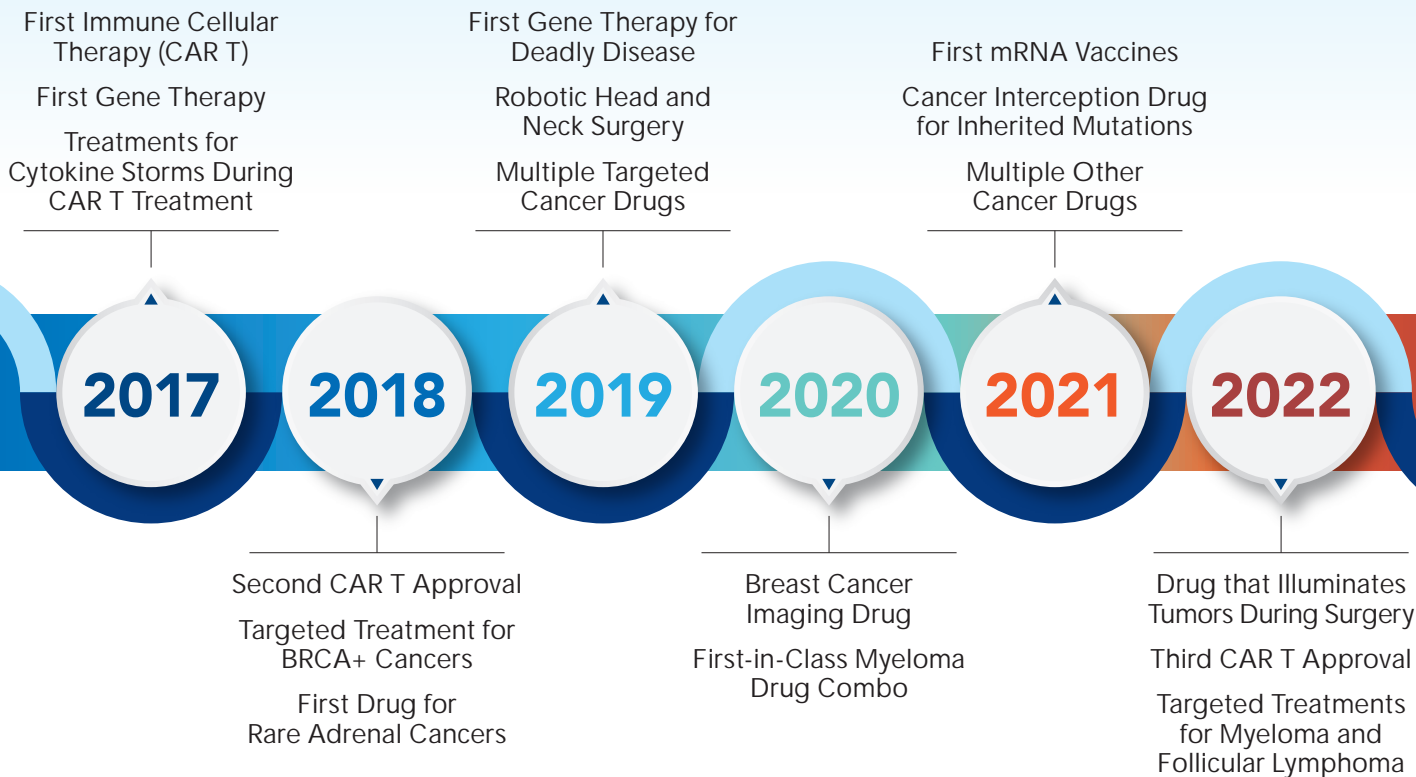 First Immune Cellular
Therapy (CAR T)
First Gene Therapy
Treatments for
Cytokine Storms During
CAR T Treatment
First Gene Therapy for
Deadly Disease
Robotic Head and
Neck Surgery
Multiple Targeted
Cancer Drugs
First mRNA Vaccines
Cancer Interception Drug
for Inherited Mutations
Multiple Other
Cancer Drugs
2017
2018
2019
2020
2021
2022
Second CAR T Approval
Targeted Treatment for
BRCA+ Cancers
First Drug for
Rare Adrenal Cancers
Breast Cancer
Imaging Drug
First-in-Class Myeloma
Drug Combo
Drug that Illuminates
Tumors During Surgery
Third CAR T Approval
Targeted Treatments
for Myeloma and
Follicular Lymphoma